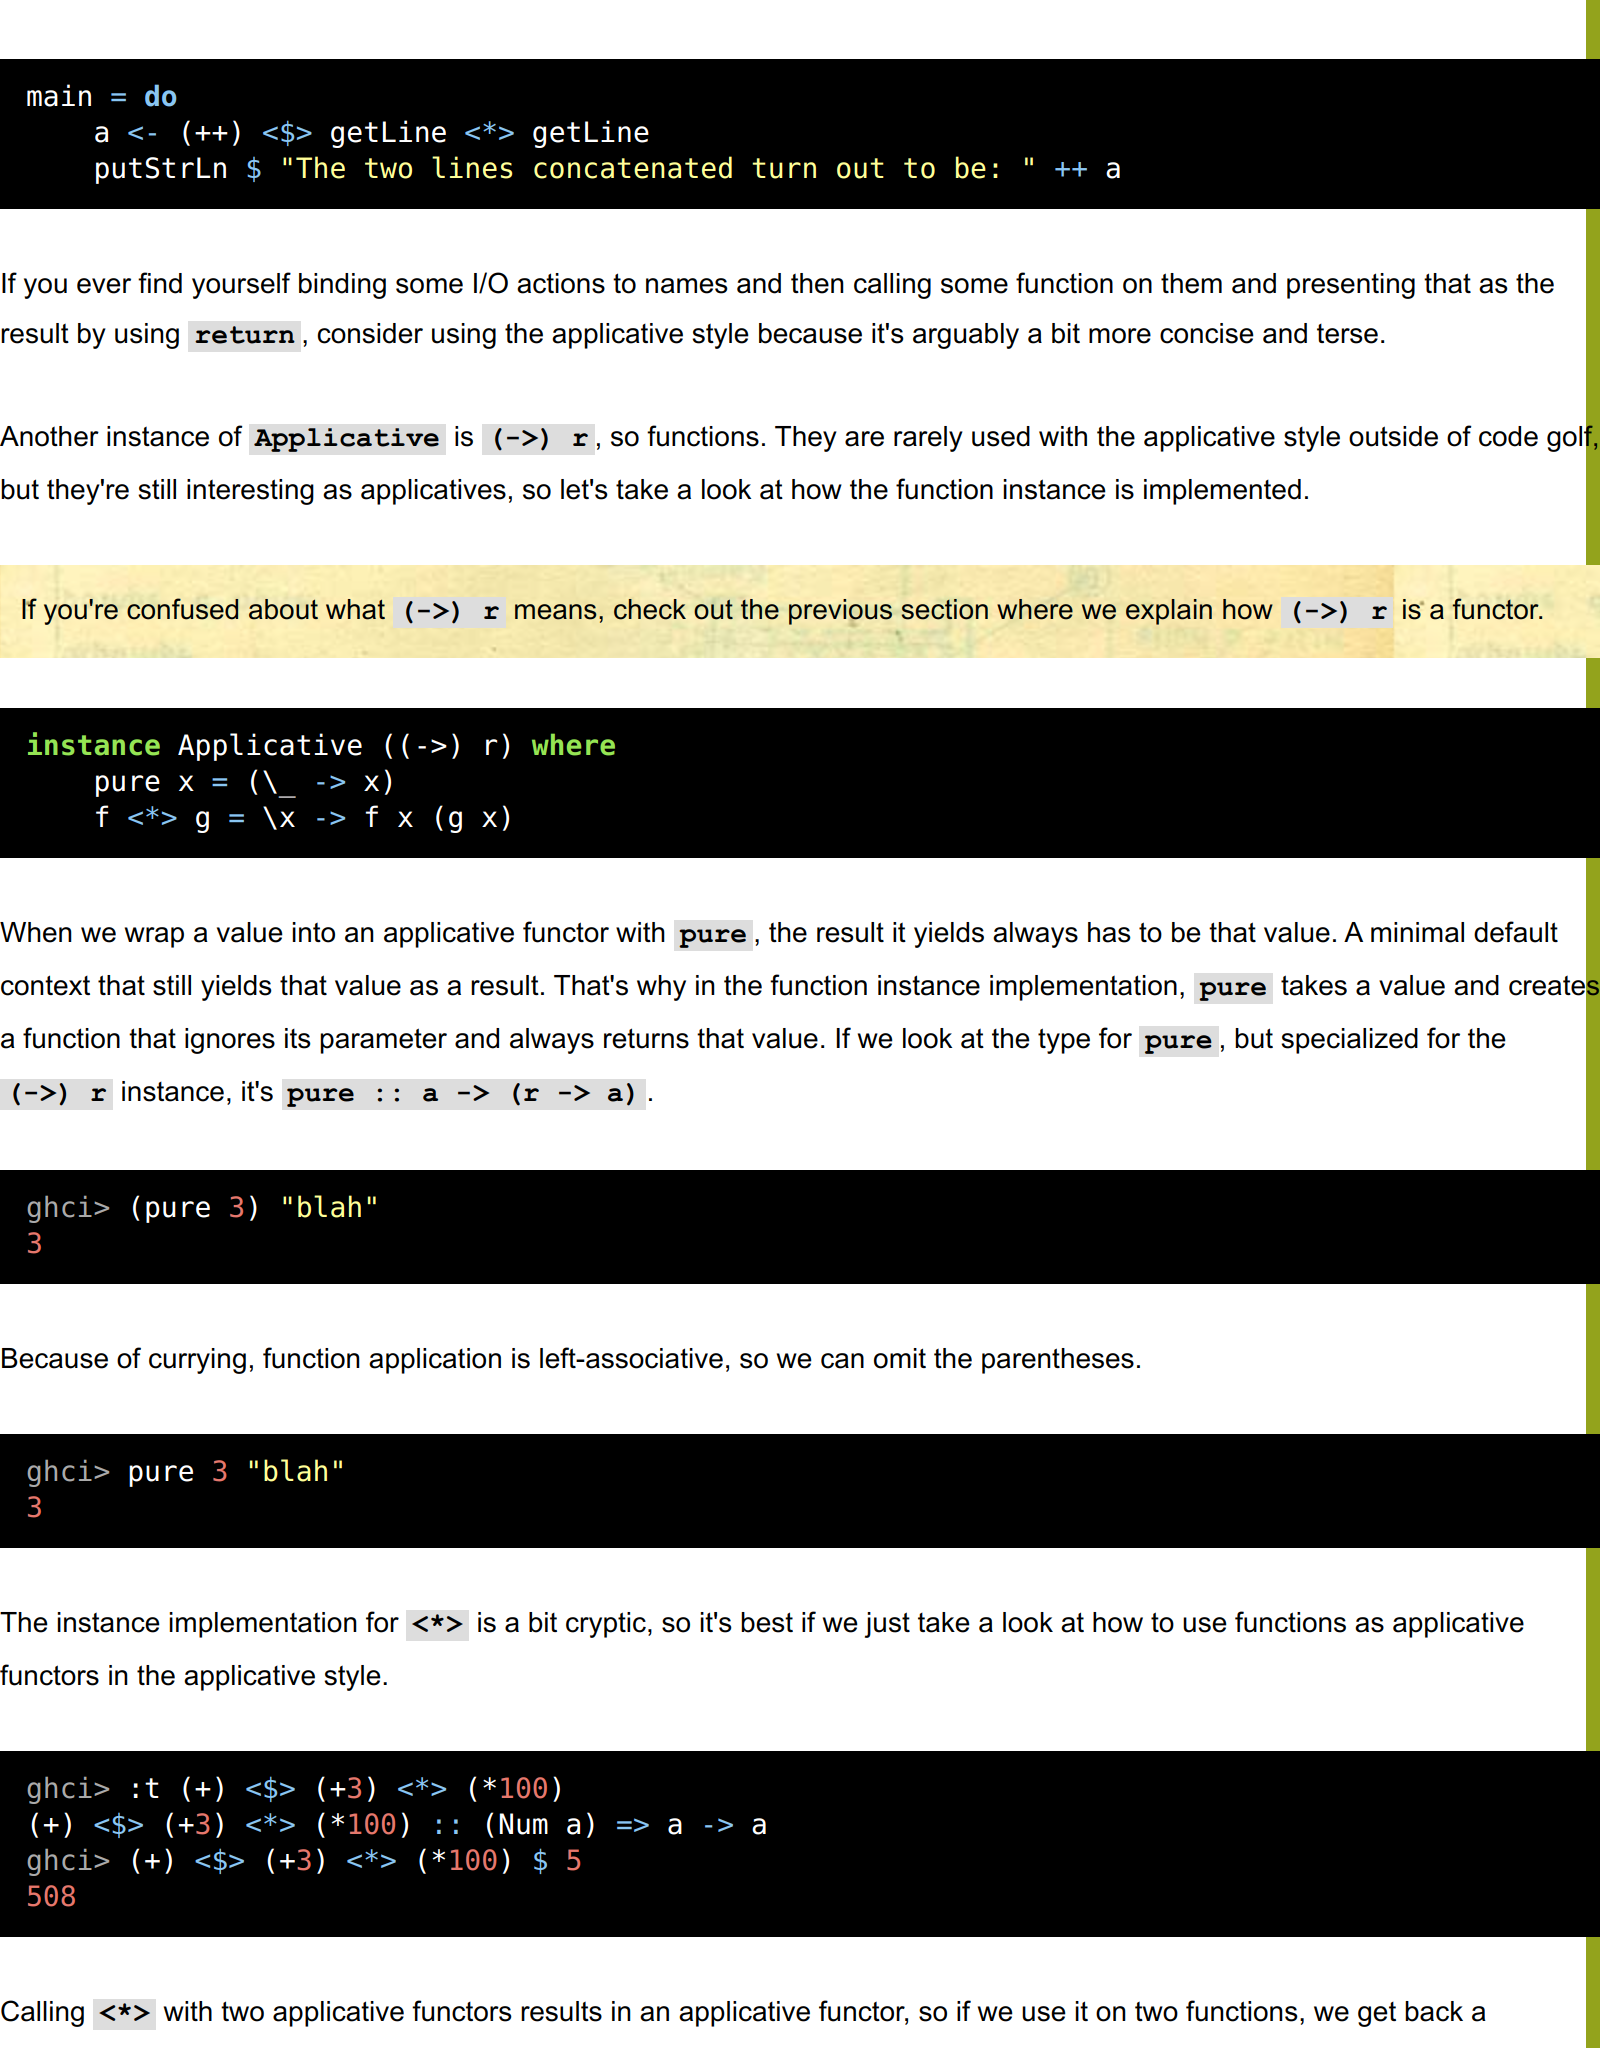 main = do
    a <- (++) <$> getLine <*> getLine
    putStrLn $ "The two lines concatenated turn out to be: " ++ a
If you ever find yourself binding some I/O actions to names and then calling some function on them and presenting that as the
result by using return, consider using the applicative style because it's arguably a bit more concise and terse.
Another instance of Applicative is (->) r, so functions. They are rarely used with the applicative style outside of code golf,
but they're still interesting as applicatives, so let's take a look at how the function instance is implemented.
If you're confused about what (->) r means, check out the previous section where we explain how (->) r is a functor.
instance Applicative ((->) r) where
    pure x = (\_ -> x)
    f <*> g = \x -> f x (g x)
When we wrap a value into an applicative functor with pure, the result it yields always has to be that value. A minimal default
context that still yields that value as a result. That's why in the function instance implementation, pure takes a value and creates
a function that ignores its parameter and always returns that value. If we look at the type for pure, but specialized for the
(->) r instance, it's pure :: a -> (r -> a).
ghci> (pure 3) "blah"
3
Because of currying, function application is left-associative, so we can omit the parentheses.
ghci> pure 3 "blah"
3
The instance implementation for <*> is a bit cryptic, so it's best if we just take a look at how to use functions as applicative
functors in the applicative style.
ghci> :t (+) <$> (+3) <*> (*100)
(+) <$> (+3) <*> (*100) :: (Num a) => a -> a
ghci> (+) <$> (+3) <*> (*100) $ 5
508
Calling <*> with two applicative functors results in an applicative functor, so if we use it on two functions, we get back a